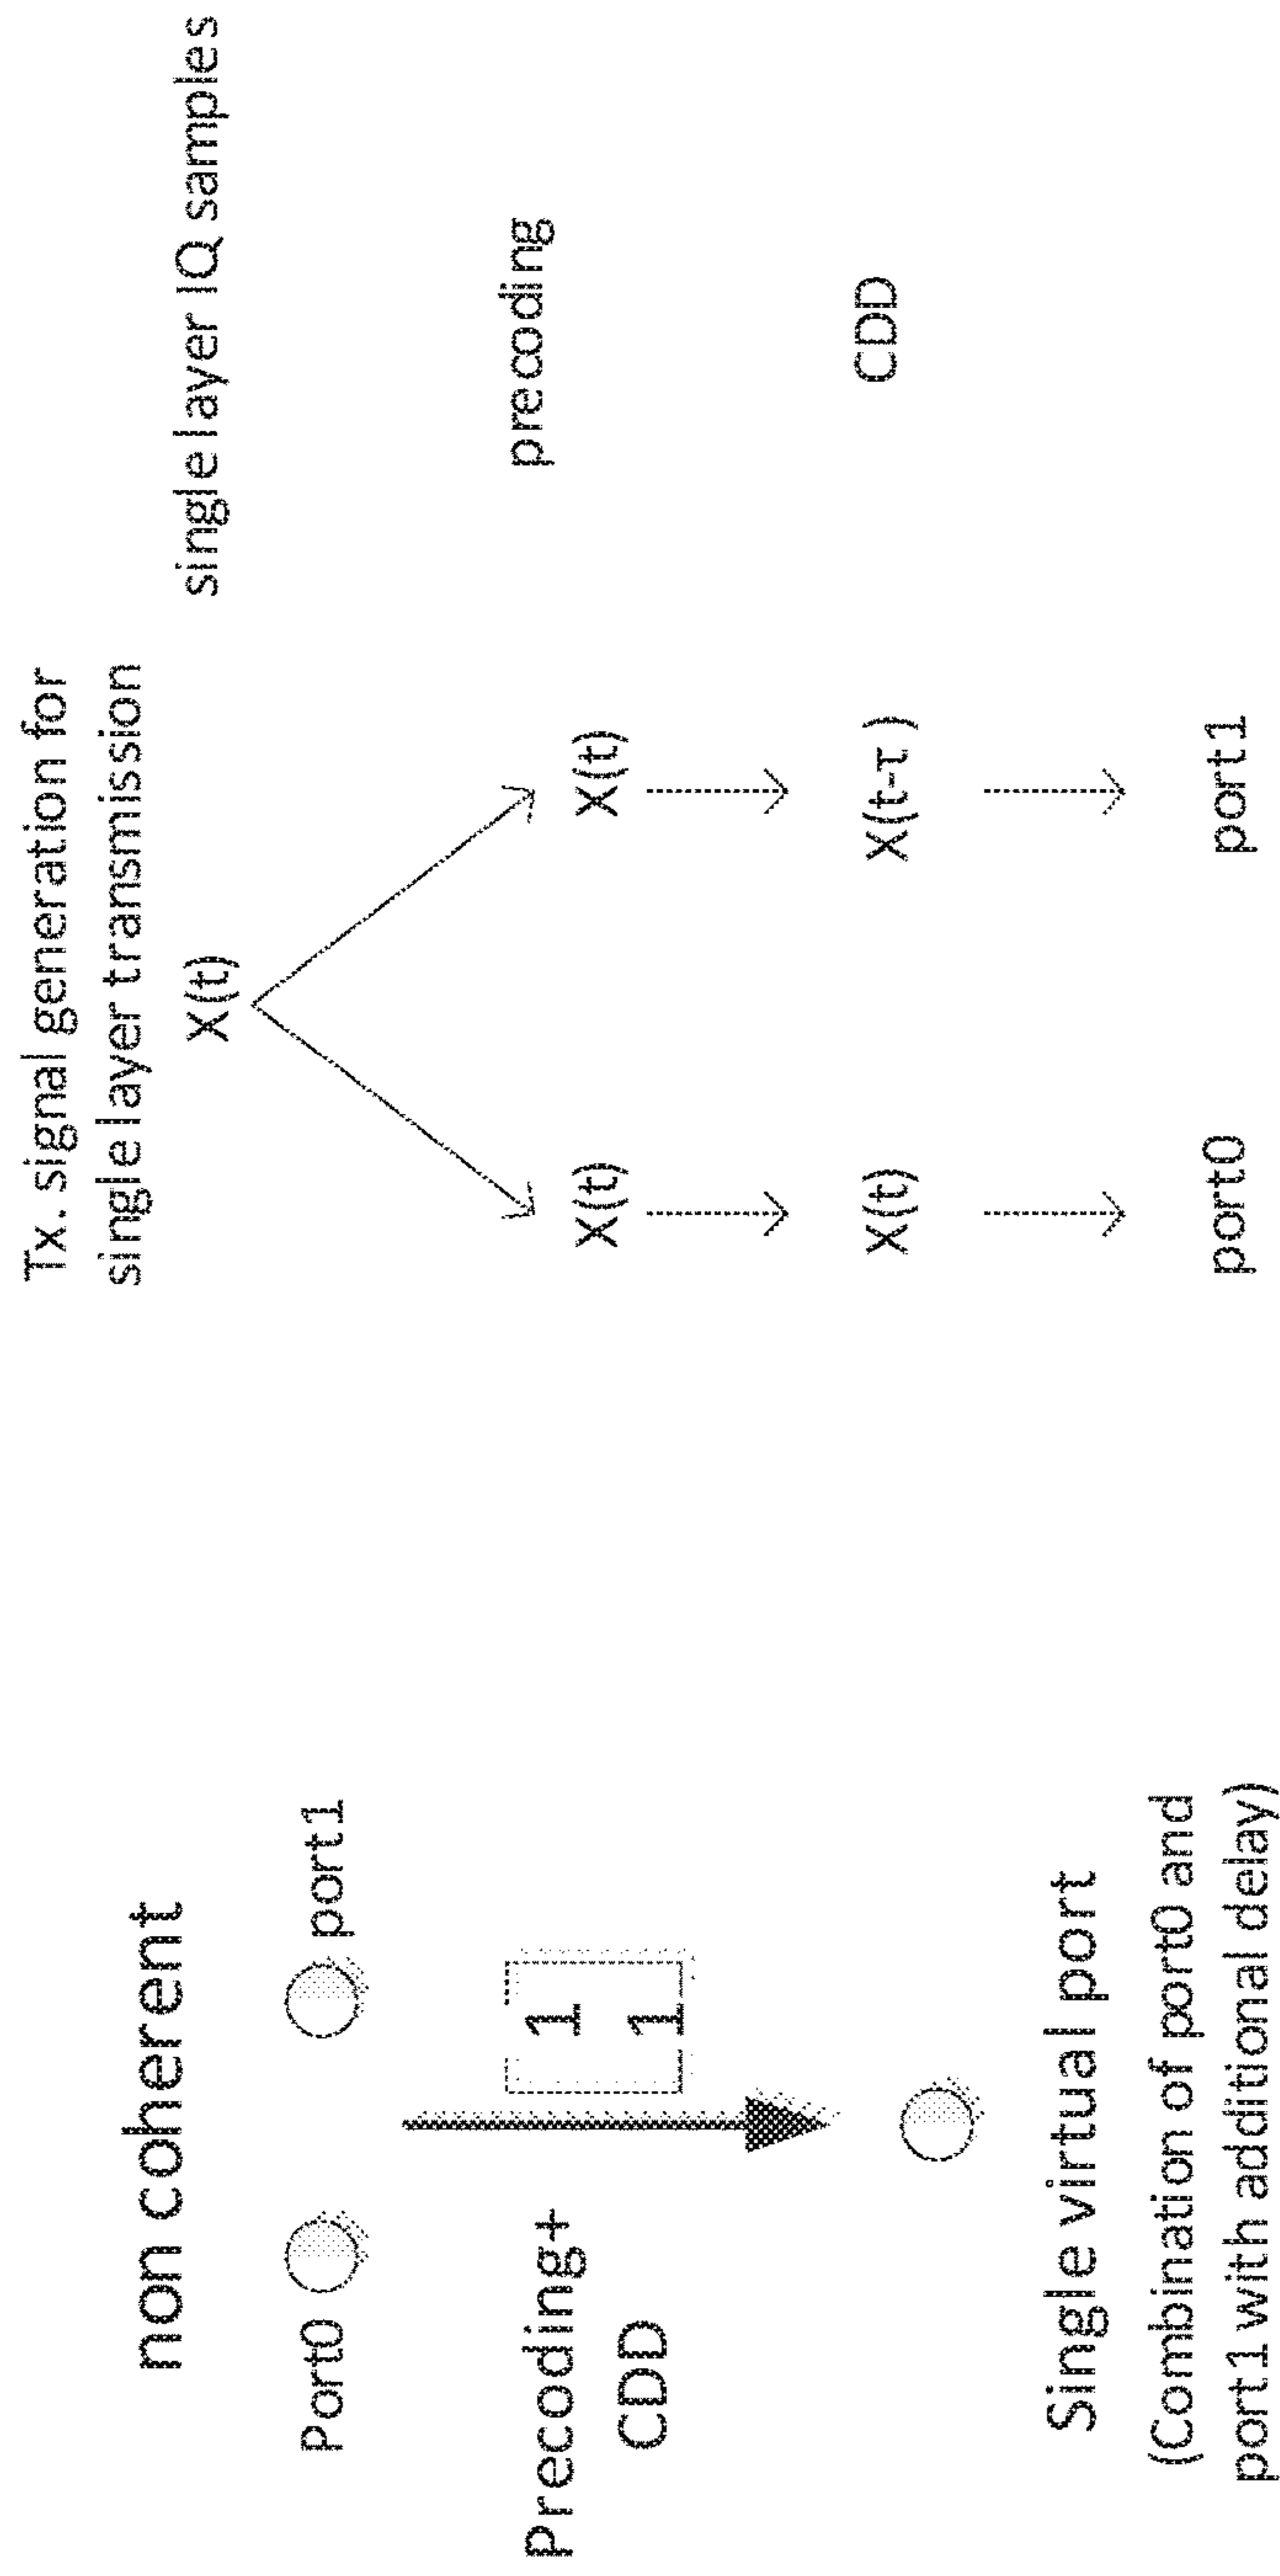 non coherent
Port0
port1
Precoding+
CDD
1
1
Single virtual port
(Combination of port0 and
port1 with additional delay)
Tx. signal generation for
single layer transmission
X(t)
single layer IQ samples
X(t)
X(t)
precoding
X(t)
X(t-τ )
CDD
port0
port1